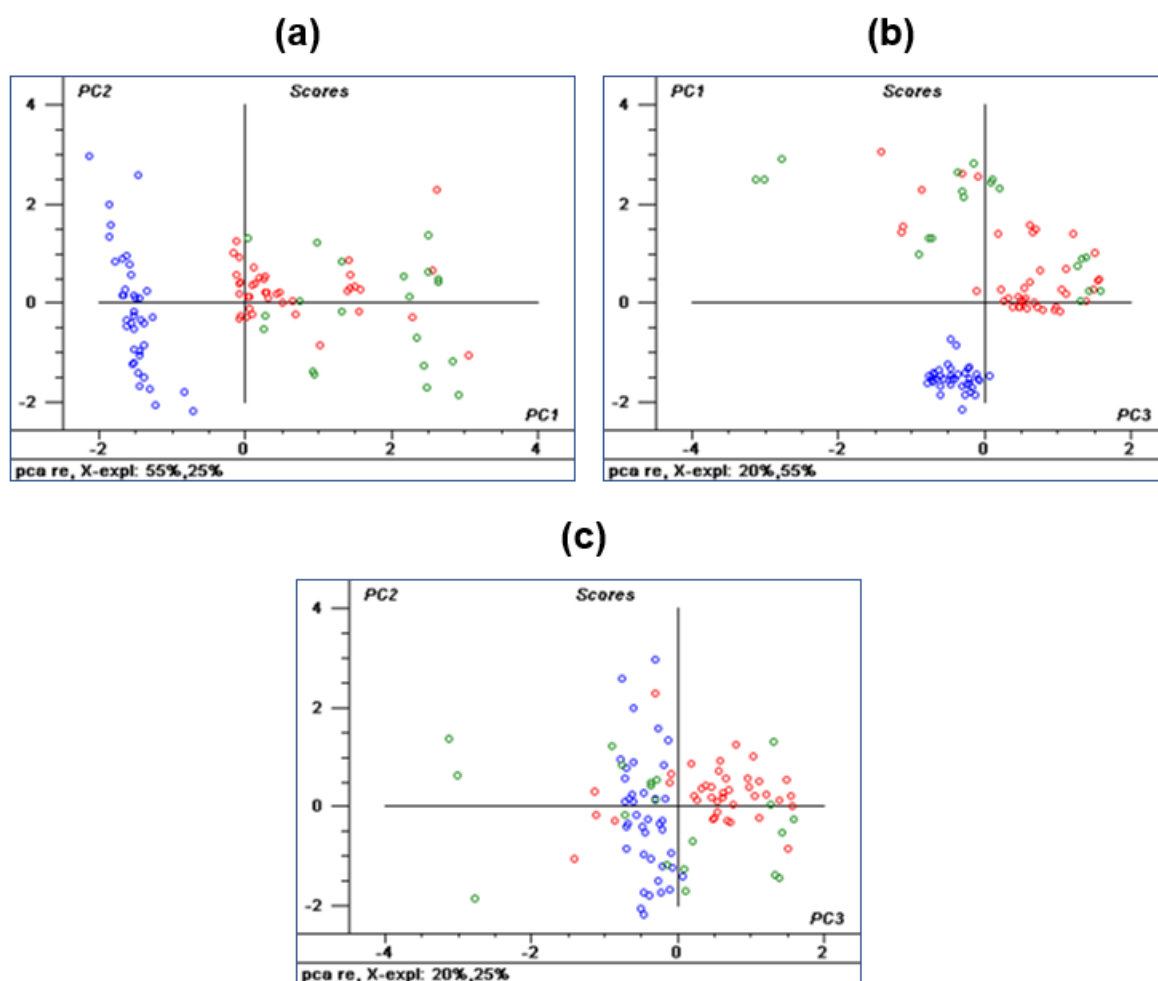 (a)
(b)
PC2
Scores
4
2
0
-2
PC1
-2
0
2
4
pca re, X-expl: 55%,25%
PC1
Scores
4
2
0
-2
PC3
-4
-2
0
2
pca re, X-expl: 20%,55%
(c)
PC2
Scores
4
2
0
-2
PC3
-4
-2
0
2
pca re, X-expl: 20%,25%